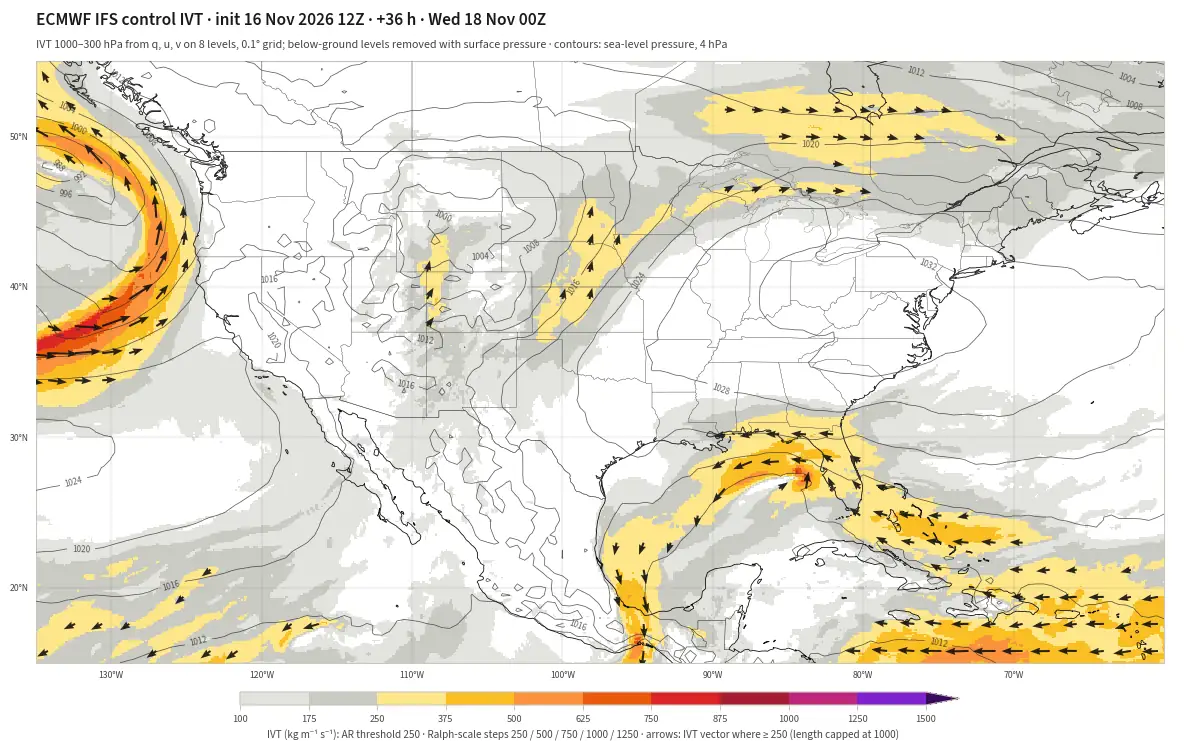 ECMWF IFS control IVT · init 16 Nov 2026 12Z · +36 h · Wed 18 Nov 00Z
IVT 1000–300 hPa from q, u, v on 8 levels, 0.1° grid; below-ground levels removed with surface pressure · contours: sea-level pressure, 4 hPa
1012
1004
1008
1000
50°N
1020
992
996
1000
1008
1004
1032
1016
1016
1024
40°N
1020
1012
1016
1028
30°N
1024
1020
1016
20°N
1016
1012
1012
130°W 120°W 110°W 100°W 90°W 80°W 70°W
100 175 250 375 500 625 750 875 1000 1250 1500
IVT (kg m⁻¹ s⁻¹): AR threshold 250 · Ralph-scale steps 250 / 500 / 750 / 1000 / 1250 · arrows: IVT vector where ≥ 250 (length capped at 1000)